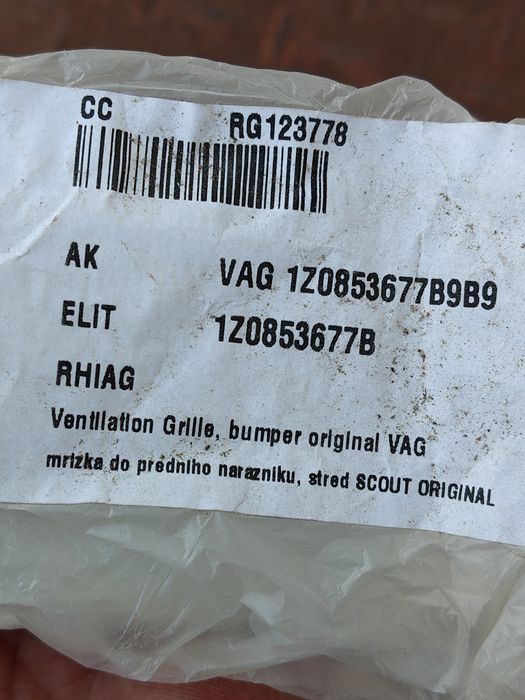 CC RG123778
AK VAG 1Z0853677B9B9
ELIT 1Z0853677B
RHIAG
Ventilation Grille, bumper original VAG
mrizka do predniho narazniku, stred SCOUT ORIGINAL